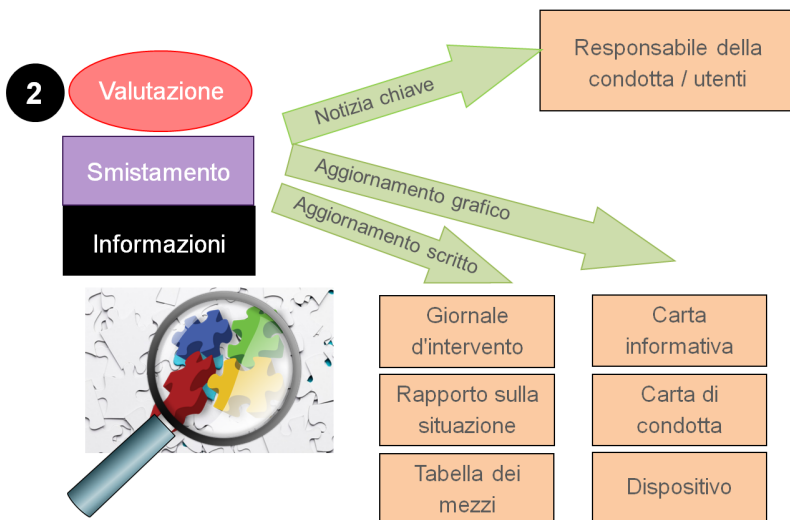 2
Valutazione
Smistamento
Informazioni
Notizia chiave
Aggiornamento grafico
Aggiornamento scritto
Responsabile della
condotta / utenti
Giornale
d'intervento
Rapporto sulla
situazione
Tabella dei
mezzi
Carta
informativa
Carta di
condotta
Dispositivo